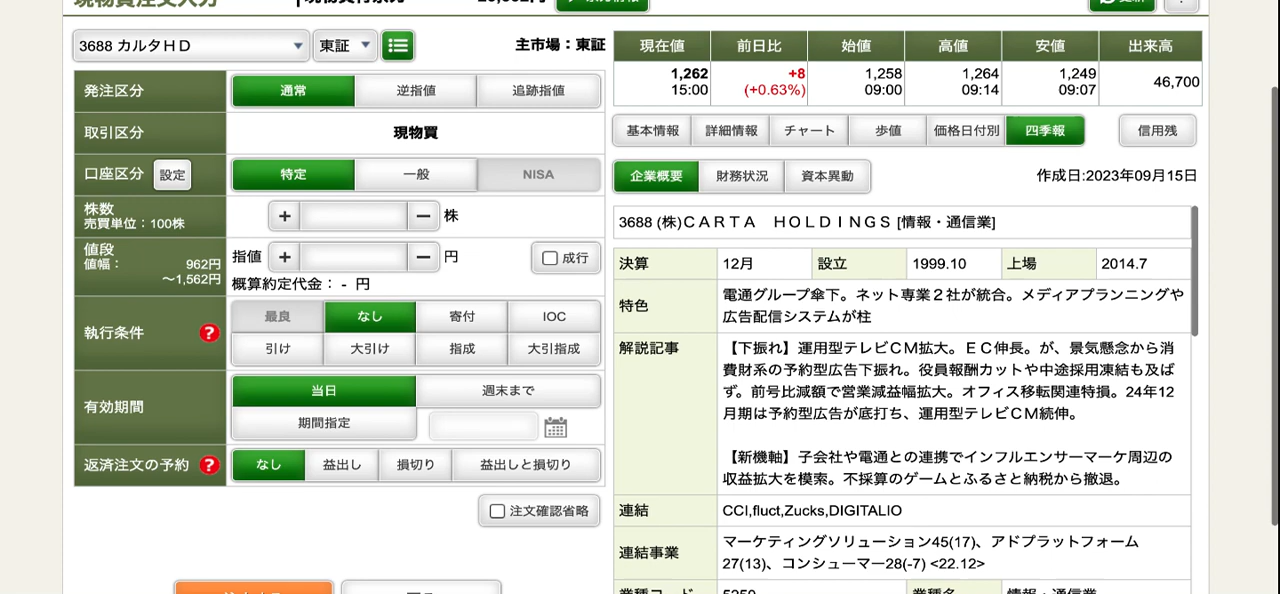 3688 カルタＨＤ
東証
主市場：東証
発注区分
通常
逆指値
追跡指値
取引区分
現物買
口座区分
設定
特定
一般
NISA
株数
売買単位：100株
+
−
株
値段
値幅：
962円
～1,562円
指値
+
−
円
成行
概算約定代金： - 円
執行条件
?
最良
なし
寄付
IOC
引け
大引け
指成
大引指成
有効期間
当日
週末まで
期間指定
返済注文の予約
?
なし
益出し
損切り
益出しと損切り
注文確認省略
現在値
前日比
始値
高値
安値
出来高
1,262
15:00
+8
(+0.63%)
1,258
09:00
1,264
09:14
1,249
09:07
46,700
基本情報
詳細情報
チャート
歩値
価格日付別
四季報
信用残
企業概要
財務状況
資本異動
作成日:2023年09月15日
3688 (株)ＣＡＲＴＡ　ＨＯＬＤＩＮＧＳ [情報・通信業]
決算
12月
設立
1999.10
上場
2014.7
特色
電通グループ傘下。ネット専業２社が統合。メディアプランニングや
広告配信システムが柱
解説記事
【下振れ】運用型テレビＣＭ拡大。ＥＣ伸長。が、景気懸念から消
費財系の予約型広告下振れ。役員報酬カットや中途採用凍結も及ば
ず。前号比減額で営業減益幅拡大。オフィス移転関連特損。24年12
月期は予約型広告が底打ち、運用型テレビＣＭ続伸。
【新機軸】子会社や電通との連携でインフルエンサーマーケ周辺の
収益拡大を模索。不採算のゲームとふるさと納税から撤退。
連結
CCI,fluct,Zucks,DIGITALIO
連結事業
マーケティングソリューション45(17)、アドプラットフォーム
27(13)、コンシューマー28(-7) <22.12>